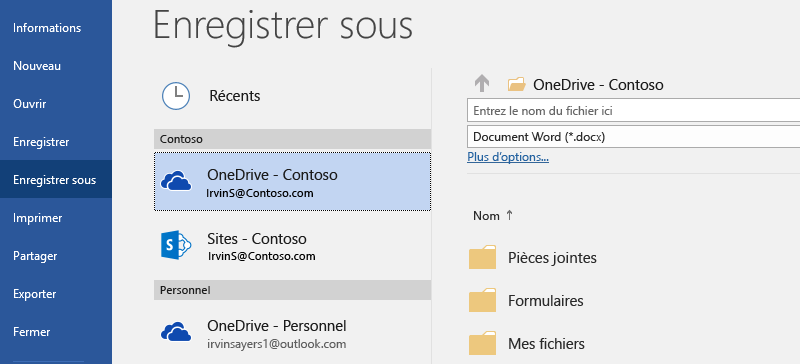 Informations
Nouveau
Ouvrir
Enregistrer
Enregistrer sous
Imprimer
Partager
Exporter
Fermer
Enregistrer sous
Récents
Contoso
OneDrive - Contoso
IrvinS@Contoso.com
Sites - Contoso
IrvinS@Contoso.com
Personnel
OneDrive - Personnel
irvinsayers1@outlook.com
OneDrive - Contoso
Entrez le nom du fichier ici
Document Word (*.docx)
Plus d'options...
Nom ↑
Pièces jointes
Formulaires
Mes fichiers